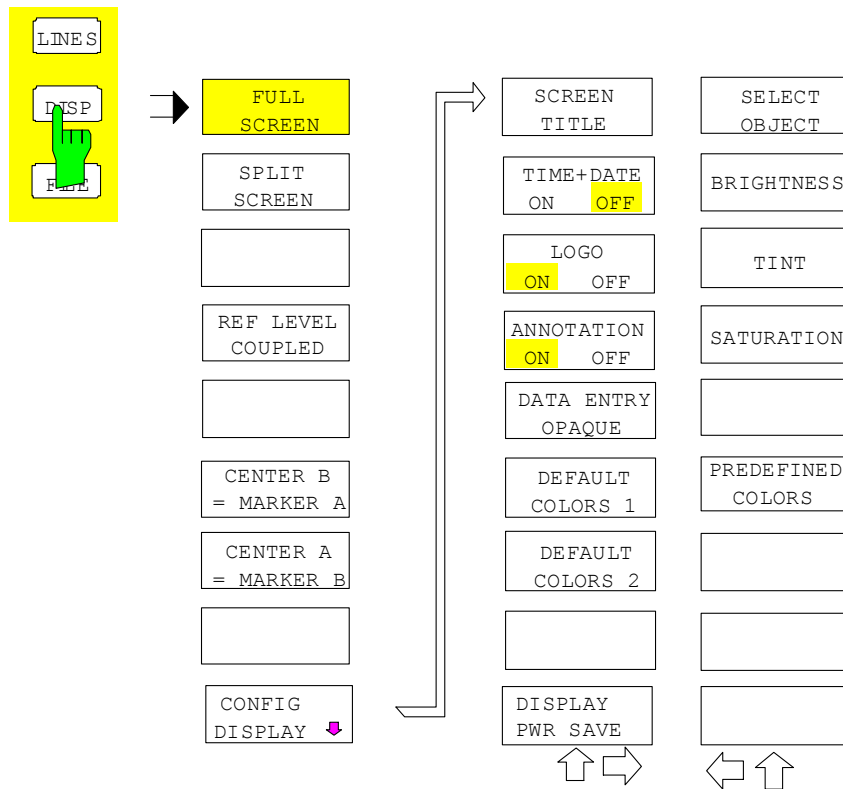 LINES
DISP
FILE
FULL
SCREEN
SPLIT
SCREEN
REF LEVEL
COUPLED
CENTER B
= MARKER A
CENTER A
= MARKER B
CONFIG
DISPLAY
SCREEN
TITLE
TIME+DATE
ON OFF
LOGO
ON OFF
ANNOTATION
ON OFF
DATA ENTRY
OPAQUE
DEFAULT
COLORS 1
DEFAULT
COLORS 2
DISPLAY
PWR SAVE
SELECT
OBJECT
BRIGHTNESS
TINT
SATURATION
PREDEFINED
COLORS